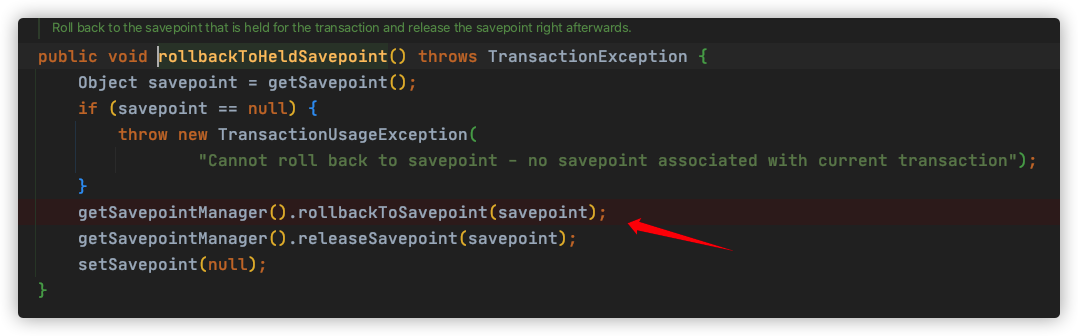 Roll back to the savepoint that is held for the transaction and release the savepoint right afterwards.
public void rollbackToHeldSavepoint() throws TransactionException {
Object savepoint = getSavepoint();
if (savepoint == null) {
throw new TransactionUsageException(
"Cannot roll back to savepoint - no savepoint associated with current transaction");
}
getSavepointManager().rollbackToSavepoint(savepoint);
getSavepointManager().releaseSavepoint(savepoint);
setSavepoint(null);
}